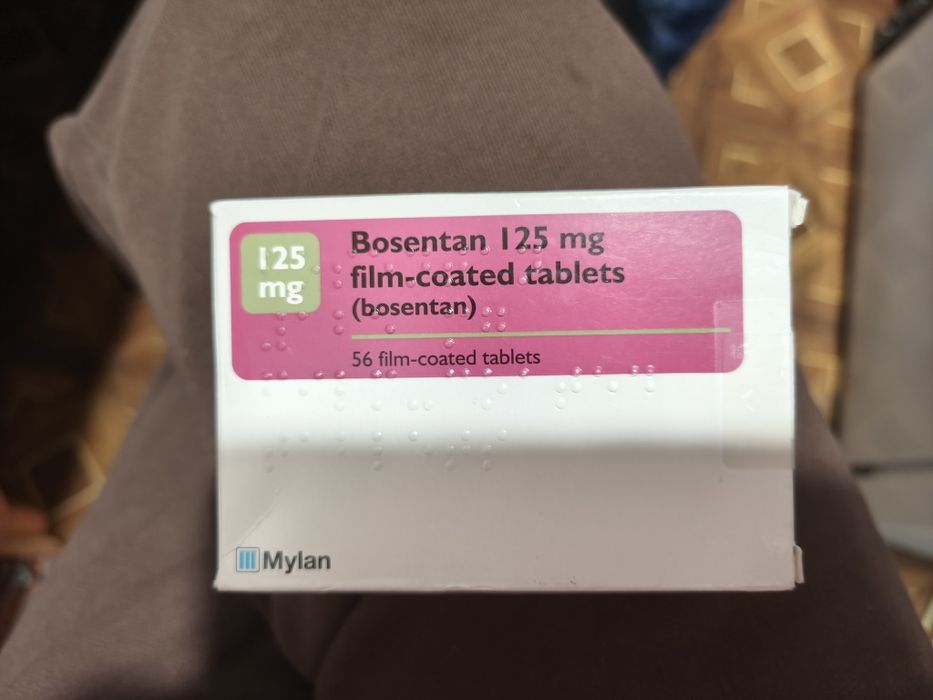 125
mg
Bosentan 125 mg
film-coated tablets
(bosentan)
56 film-coated tablets
Mylan